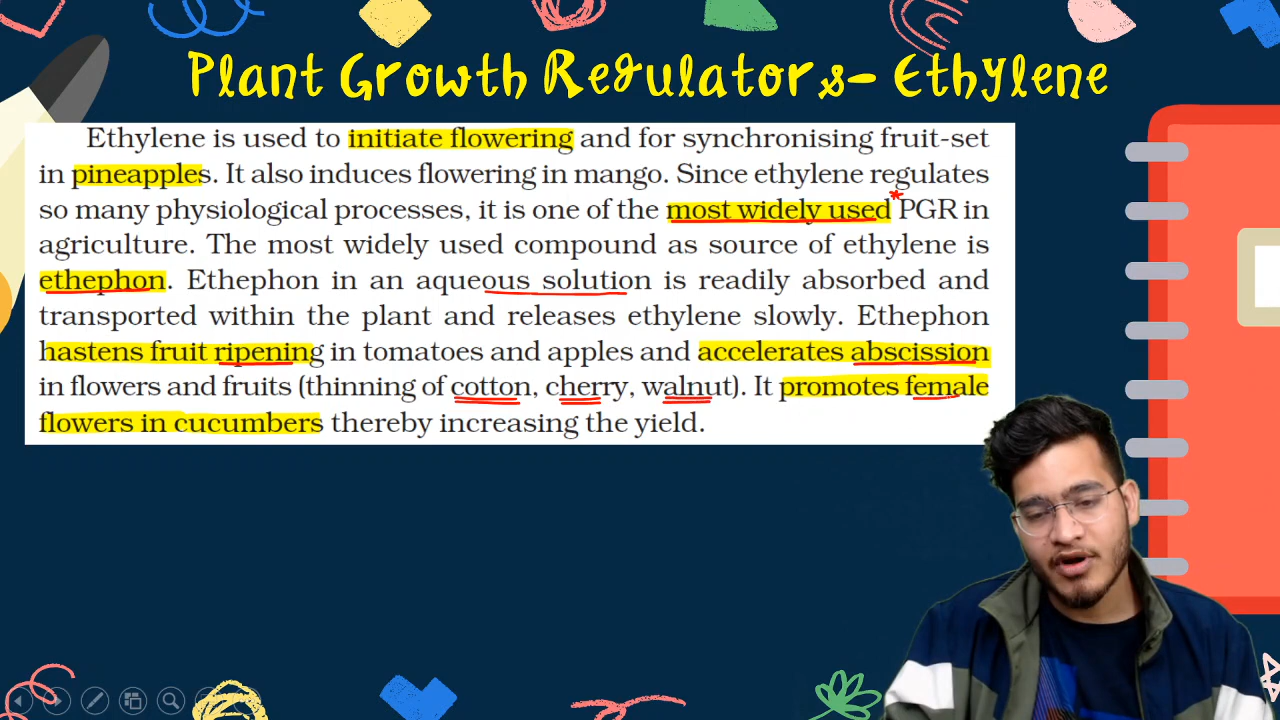 Plant Growth Regulators- Ethylene
Ethylene is used to initiate flowering and for synchronising fruit-set
in pineapples. It also induces flowering in mango. Since ethylene regulates
so many physiological processes, it is one of the most widely used PGR in
agriculture. The most widely used compound as source of ethylene is
ethephon. Ethephon in an aqueous solution is readily absorbed and
transported within the plant and releases ethylene slowly. Ethephon
hastens fruit ripening in tomatoes and apples and accelerates abscission
in flowers and fruits (thinning of cotton, cherry, walnut). It promotes female
flowers in cucumbers thereby increasing the yield.